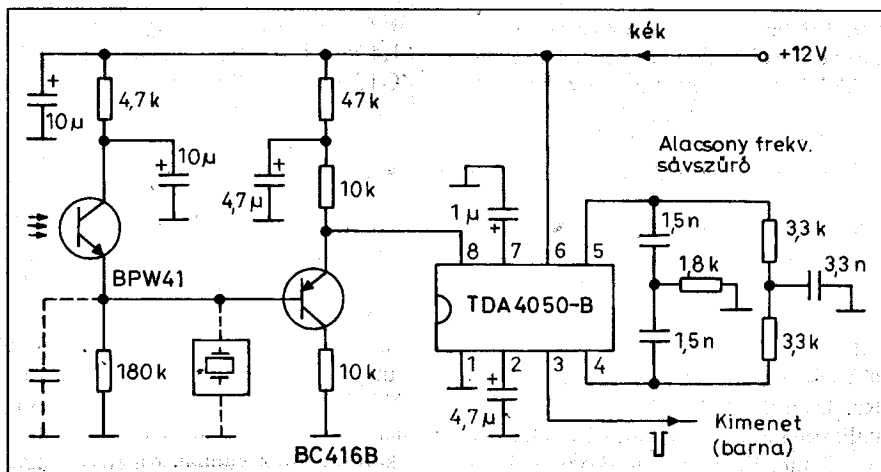 kék
+12V
4,7k
47k
10µ
10µ
Alacsony frekv.
sávszűrő
4,7µ
10k
1µ
1,5n
3,3k
8
7
6
5
1,8k
3,3n
BPW41
TDA4050-B
180k
10k
1
2
3
4
1,5n
3,3k
4,7µ
Kimenet
(barna)
BC416B